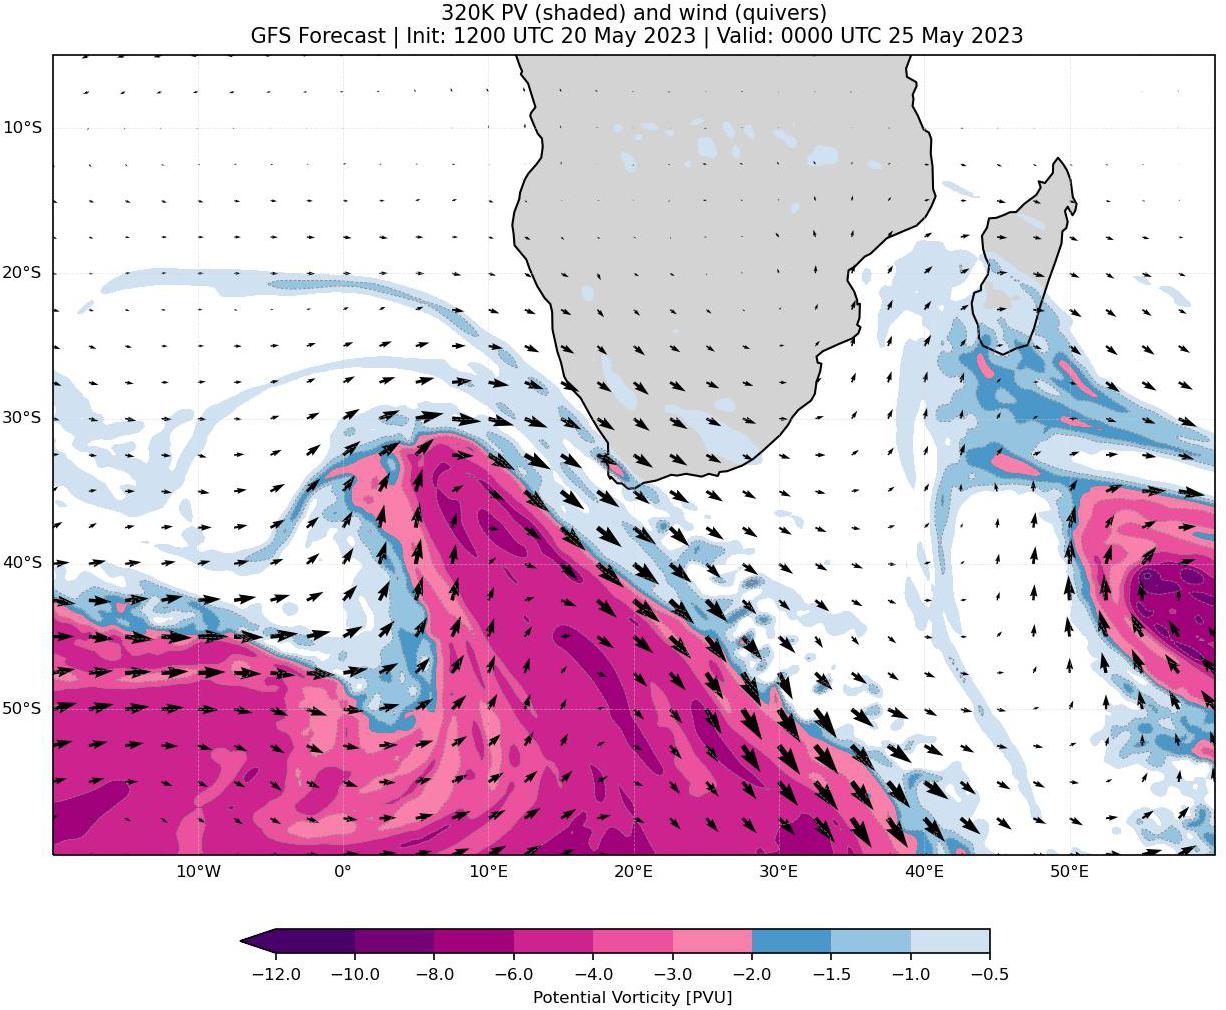 320K PV (shaded) and wind (quivers)
GFS Forecast | Init: 1200 UTC 20 May 2023 | Valid: 0000 UTC 25 May 2023
10°S
20°S
30°S
40°S
50°S
10°W 0° 10°E 20°E 30°E 40°E 50°E
−12.0 −10.0 −8.0 −6.0 −4.0 −3.0 −2.0 −1.5 −1.0 −0.5
Potential Vorticity [PVU]